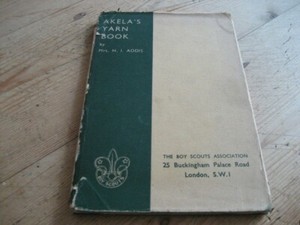 AKELA'S
YARN
BOOK
by
THE BOY SCOUTS ASSOCIATION
25 Buckingham Palace Road
London, S.W.1